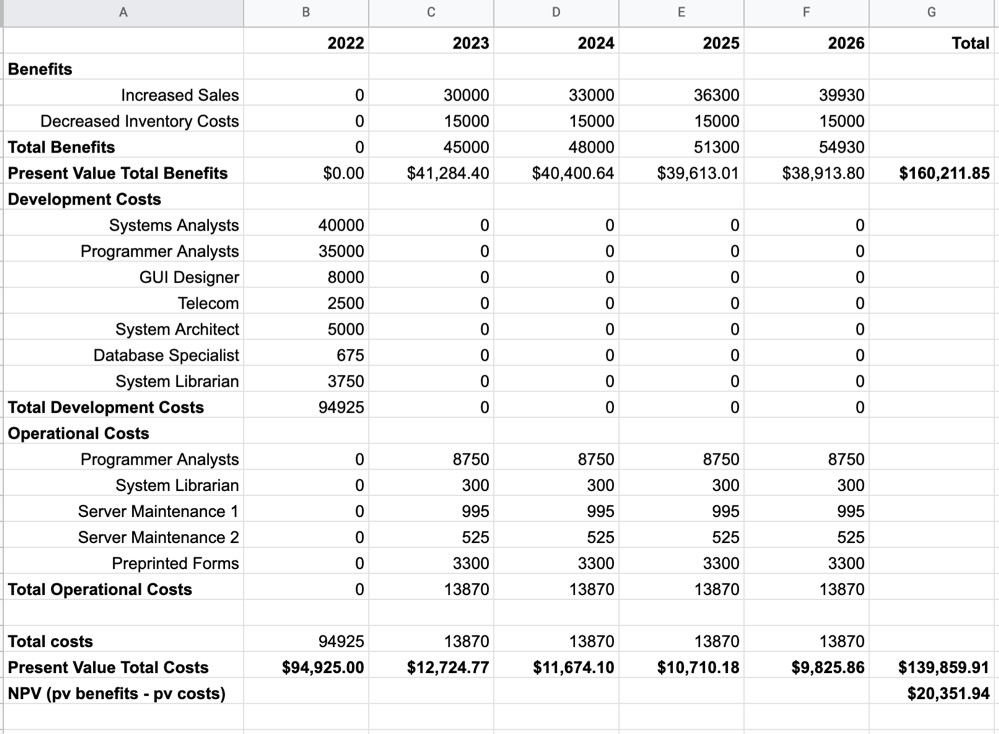 A B C D E F G
2022 2023 2024 2025 2026 Total
Benefits
Increased Sales 0 30000 33000 36300 39930
Decreased Inventory Costs 0 15000 15000 15000 15000
Total Benefits 0 45000 48000 51300 54930
Present Value Total Benefits $0.00 $41,284.40 $40,400.64 $39,613.01 $38,913.80 $160,211.85
Development Costs
Systems Analysts 40000 0 0 0 0
Programmer Analysts 35000 0 0 0 0
GUI Designer 8000 0 0 0 0
Telecom 2500 0 0 0 0
System Architect 5000 0 0 0 0
Database Specialist 675 0 0 0 0
System Librarian 3750 0 0 0 0
Total Development Costs 94925 0 0 0 0
Operational Costs
Programmer Analysts 0 8750 8750 8750 8750
System Librarian 0 300 300 300 300
Server Maintenance 1 0 995 995 995 995
Server Maintenance 2 0 525 525 525 525
Preprinted Forms 0 3300 3300 3300 3300
Total Operational Costs 0 13870 13870 13870 13870
Total costs 94925 13870 13870 13870 13870
Present Value Total Costs $94,925.00 $12,724.77 $11,674.10 $10,710.18 $9,825.86 $139,859.91
NPV (pv benefits - pv costs) $20,351.94